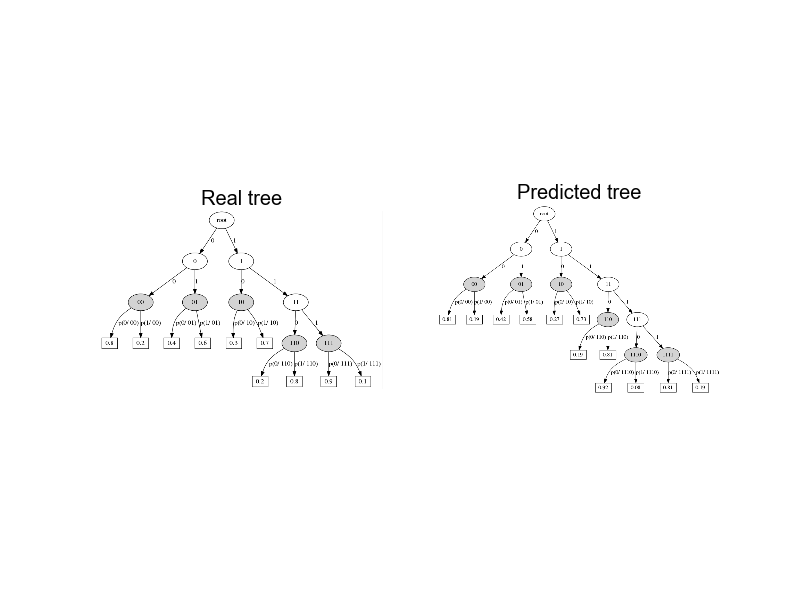 Real tree
root
0 1
0 1
0 1 0 1
00 01 10 11
p(0/ 00) p(1/ 00) p(0/ 01) p(1/ 01) p(0/ 10) p(1/ 10) 0 1
0.8 0.2 0.4 0.6 0.3 0.7 110 111
p(0/ 110) p(1/ 110) p(0/ 111) p(1/ 111)
0.2 0.8 0.9 0.1
Predicted tree
root
0 1
0 1
0 1 0 1
00 01 10 11
p(0/ 00) p(1/ 00) p(0/ 01) p(1/ 01) p(0/ 10) p(1/ 10) 0 1
0.81 0.19 0.42 0.58 0.27 0.73 110 111
p(0/ 110) p(1/ 110) 0 1
0.19 0.81 1110 1111
p(0/ 1110) p(1/ 1110) p(0/ 1111) p(1/ 1111)
0.92 0.08 0.81 0.19